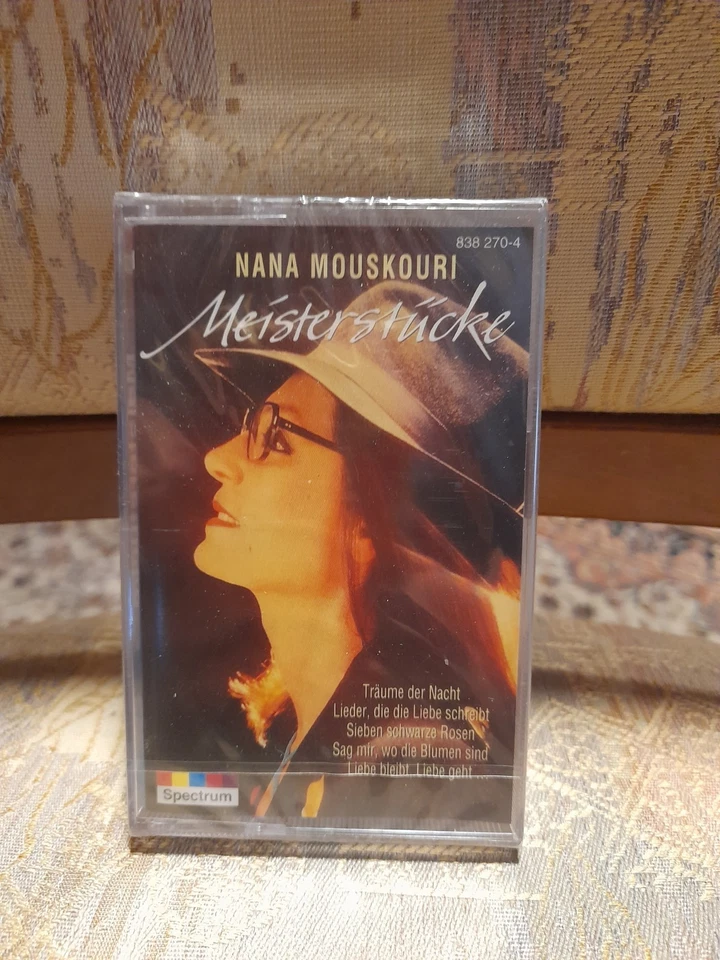 838 270-4
NANA MOUSKOURI
Meisterstücke
Träume der Nacht
Lieder, die die Liebe schreibt
Sieben schwarze Rosen
Sag mir, wo die Blumen sind
Liebe bleibt, Liebe geht
Spectrum